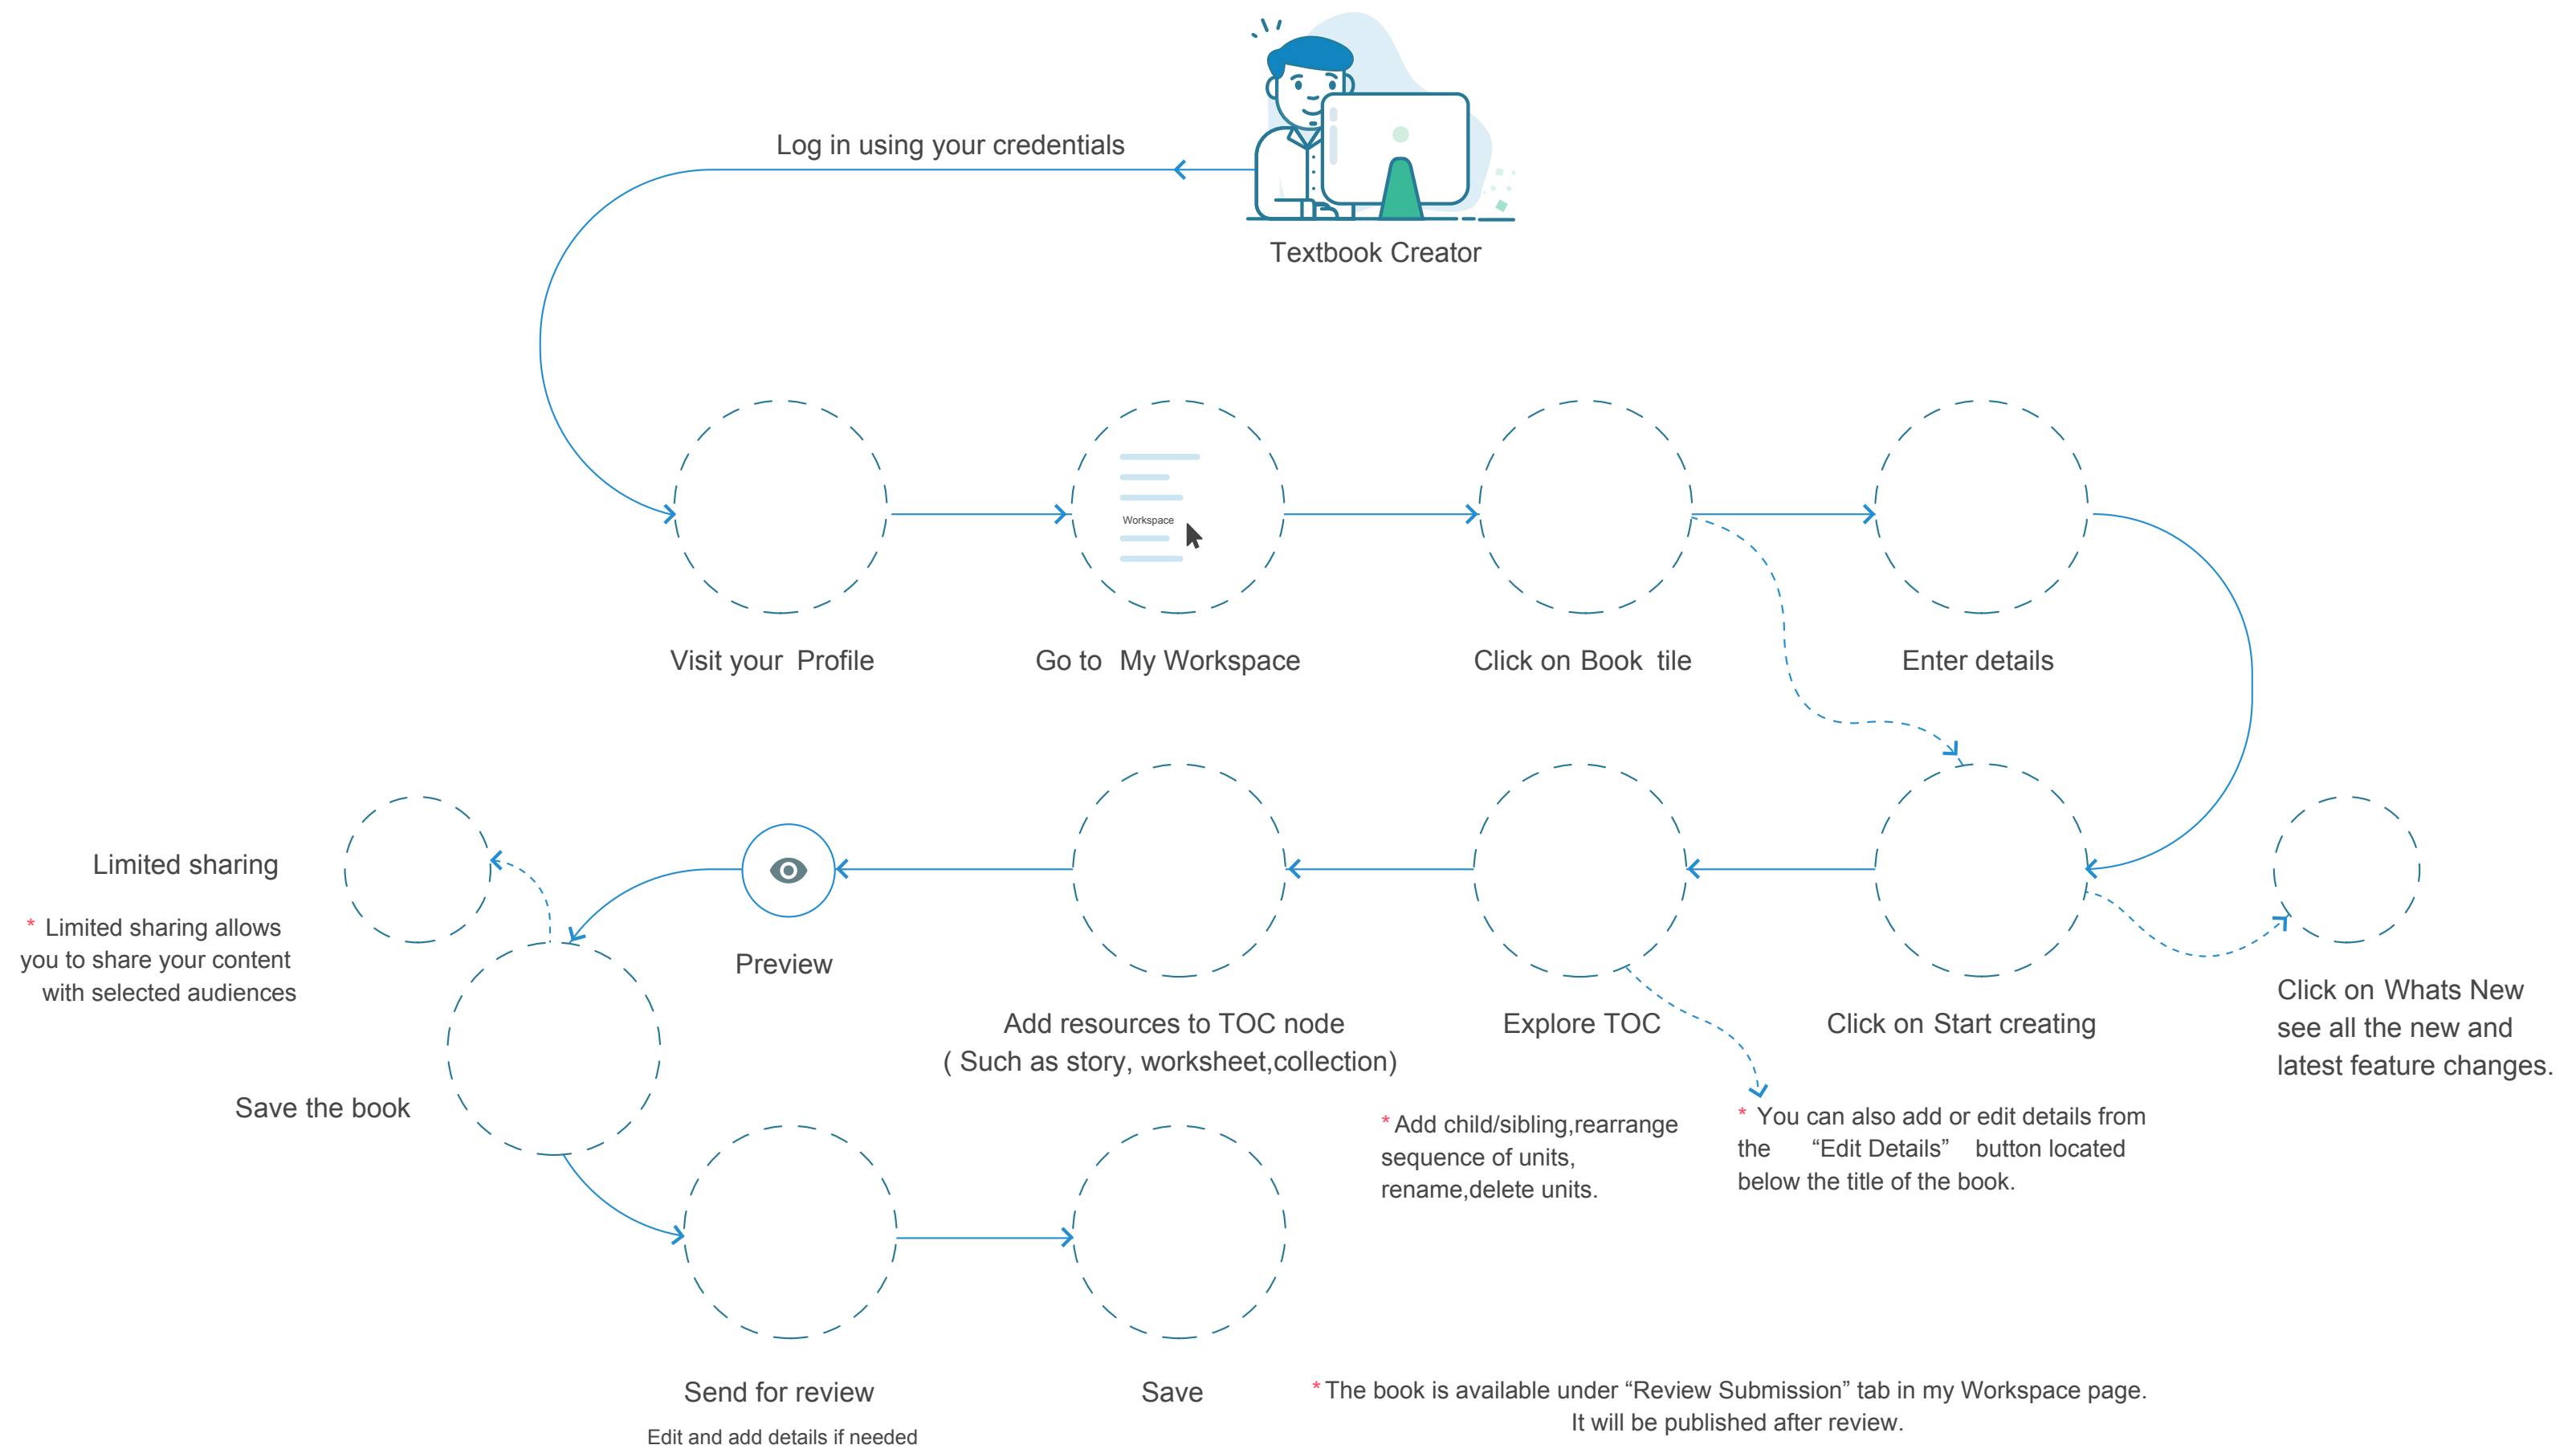 Log in using your credentials
Textbook Creator
Workspace
Visit your Profile
Go to My Workspace
Click on Book tile
Enter details
Limited sharing
* Limited sharing allows
you to share your content
with selected audiences
Preview
Save the book
Add resources to TOC node
( Such as story, worksheet,collection)
Explore TOC
Click on Start creating
Click on Whats New
see all the new and
latest feature changes.
* Add child/sibling,rearrange
sequence of units,
rename,delete units.
* You can also add or edit details from
the “Edit Details” button located
below the title of the book.
Send for review
Edit and add details if needed
Save
* The book is available under “Review Submission” tab in my Workspace page.
It will be published after review.